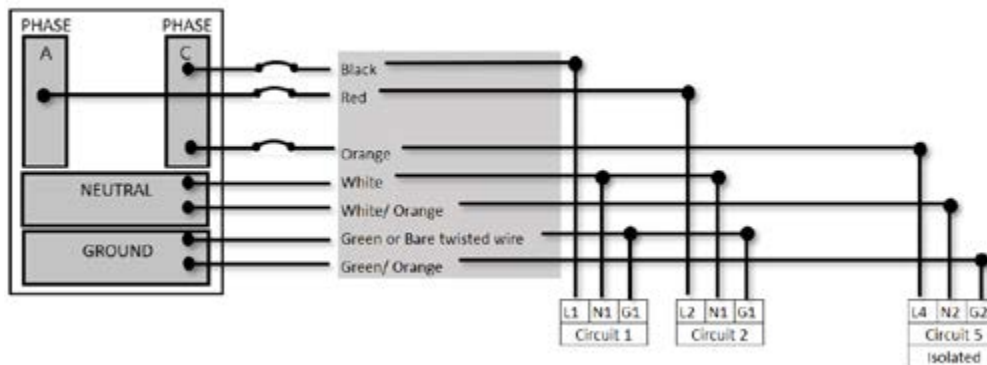 PHASE PHASE
A C
Black
Red
Orange
NEUTRAL
White
White/ Orange
GROUND
Green or Bare twisted wire
Green/ Orange
L1 N1 G1
Circuit 1
L2 N1 G1
Circuit 2
L4 N2 G2
Circuit 5
Isolated